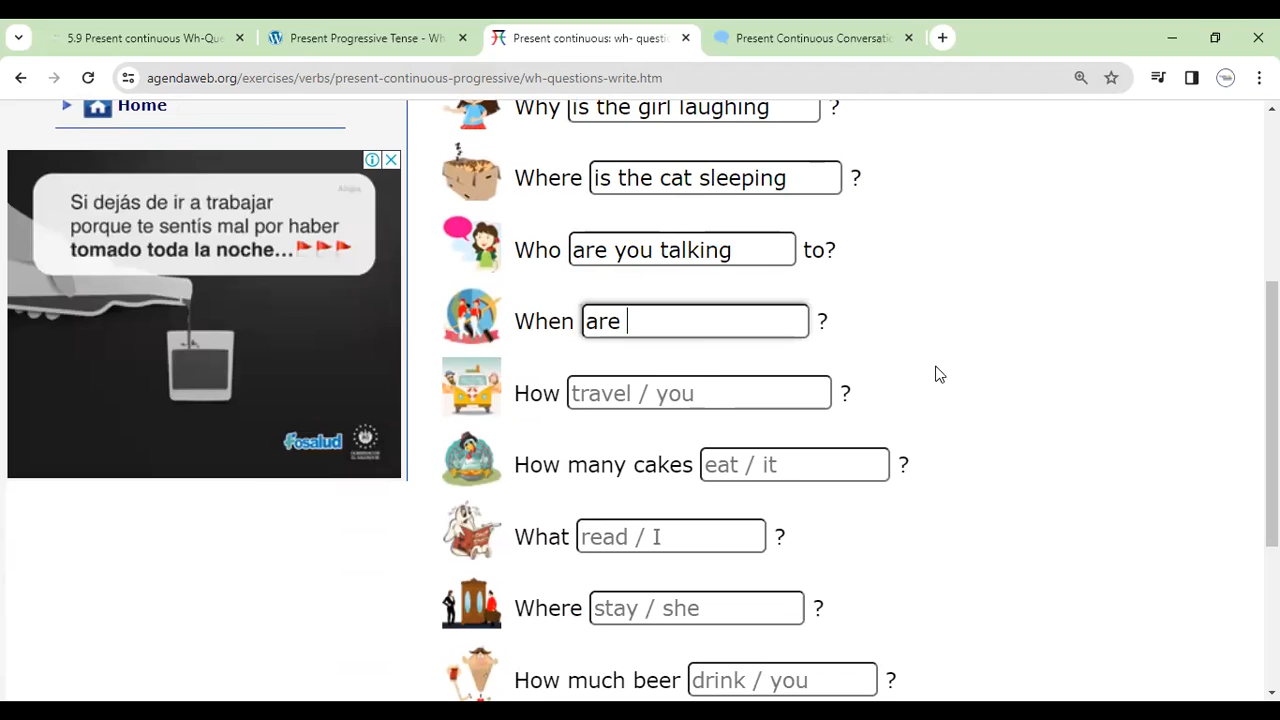 5.9 Present continuous Wh-Que
Present Progressive Tense - Wh
Present continuous: wh- questi
Present Continuous Conversatio
agendaweb.org/exercises/verbs/present-continuous-progressive/wh-questions-write.htm
Home
Si dejás de ir a trabajar
porque te sentís mal por haber
tomado toda la noche...
fosalud
Why is the girl laughing ?
Where is the cat sleeping ?
Who are you talking to?
When are ?
How travel / you ?
How many cakes eat / it ?
What read / I ?
Where stay / she ?
How much beer drink / you ?